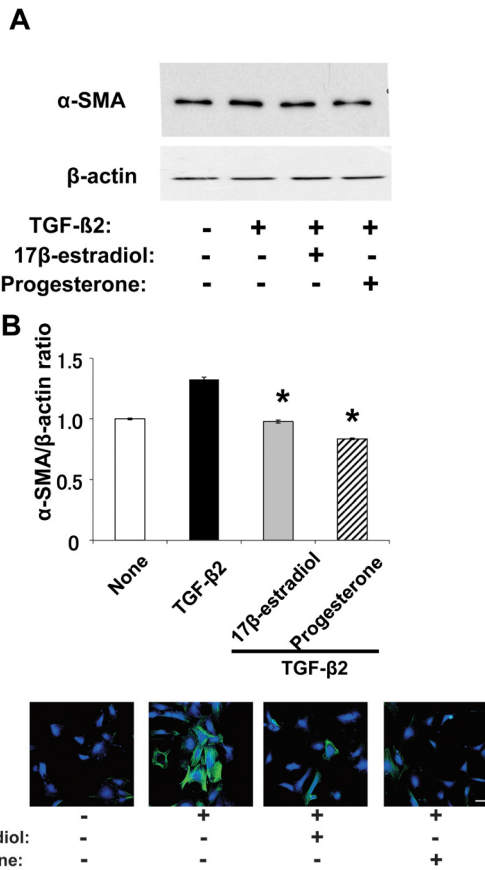 A
α-SMA
β-actin
TGF-ß2: - + + +
17β-estradiol: - - + -
Progesterone: - - - +
B
α-SMA/β-actin ratio
1.5
1.0
0.5
0
* *
None TGF-β2 17β-estradiol Progesterone
TGF-β2
- + + +
diol: - - + -
ne: - - - +